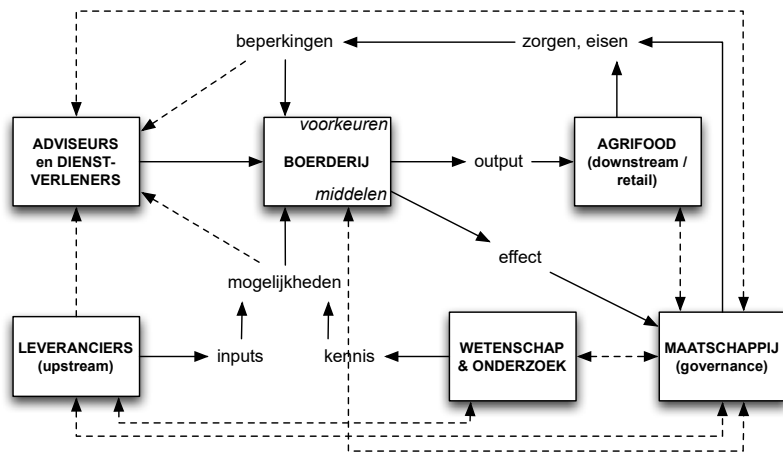 beperkingen
zorgen, eisen
ADVISEURS
en DIENST-
VERLENERS
voorkeuren
BOERDERIJ
middelen
output
AGRIFOOD
(downstream /
retail)
effect
mogelijkheden
LEVERANCIERS
(upstream)
inputs
kennis
WETENSCHAP
& ONDERZOEK
MAATSCHAPPIJ
(governance)